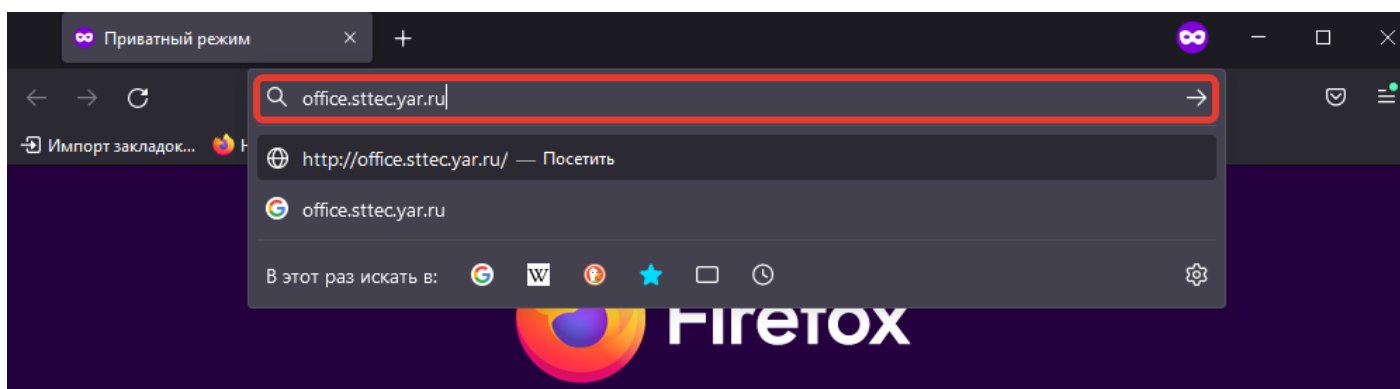 Приватный режим
office.sttec.yar.ru
Импорт закладок...
http://office.sttec.yar.ru/ — Посетить
office.sttec.yar.ru
В этот раз искать в:
Firefox